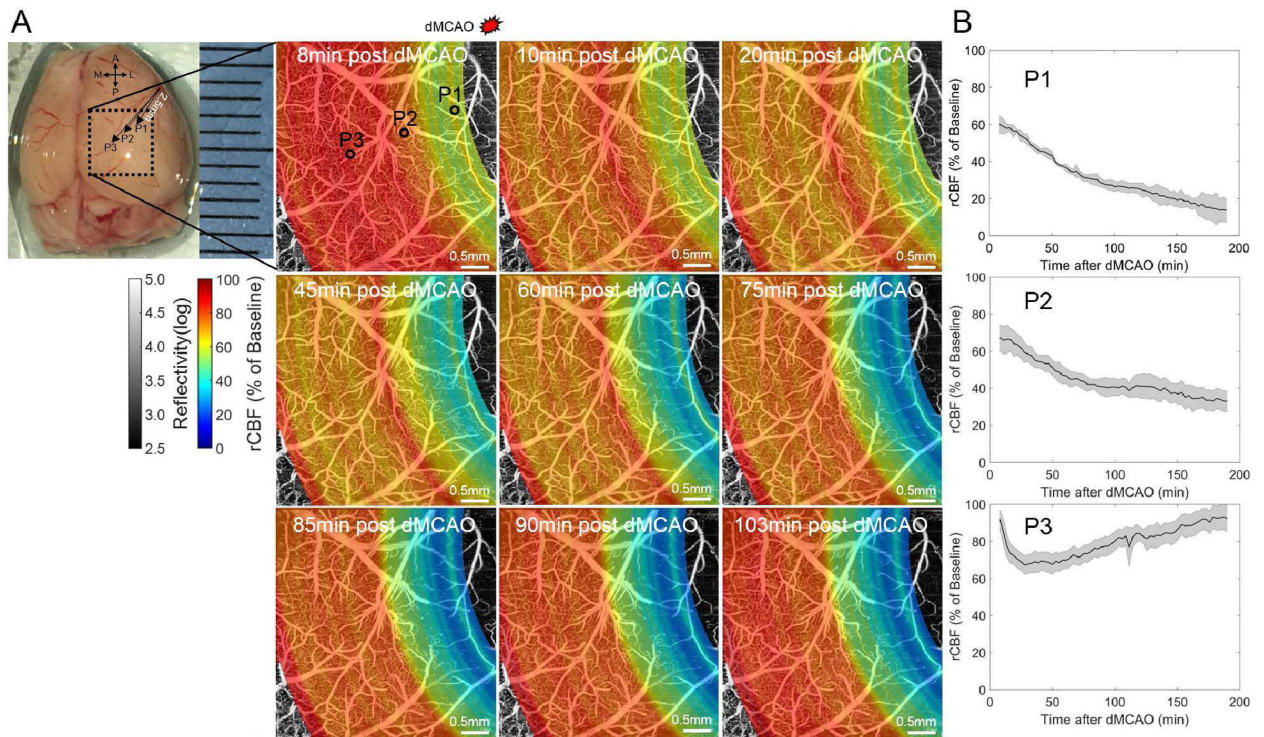 A
dMCAO
B
A
M L
P
2.5mm
P1
P2
P3
8min post dMCAO
P1
P2
P3
0.5mm
10min post dMCAO
0.5mm
20min post dMCAO
0.5mm
5.0
4.5
4.0
3.5
3.0
2.5
Reflectivity(log)
100
80
60
40
20
0
rCBF (% of Baseline)
45min post dMCAO
0.5mm
60min post dMCAO
0.5mm
75min post dMCAO
0.5mm
85min post dMCAO
0.5mm
90min post dMCAO
0.5mm
103min post dMCAO
0.5mm
P1
rCBF (% of Baseline)
100
80
60
40
20
0
0 50 100 150 200
Time after dMCAO (min)
P2
rCBF (% of Baseline)
100
80
60
40
20
0
0 50 100 150 200
Time after dMCAO (min)
P3
rCBF (% of Baseline)
100
80
60
40
20
0
0 50 100 150 200
Time after dMCAO (min)